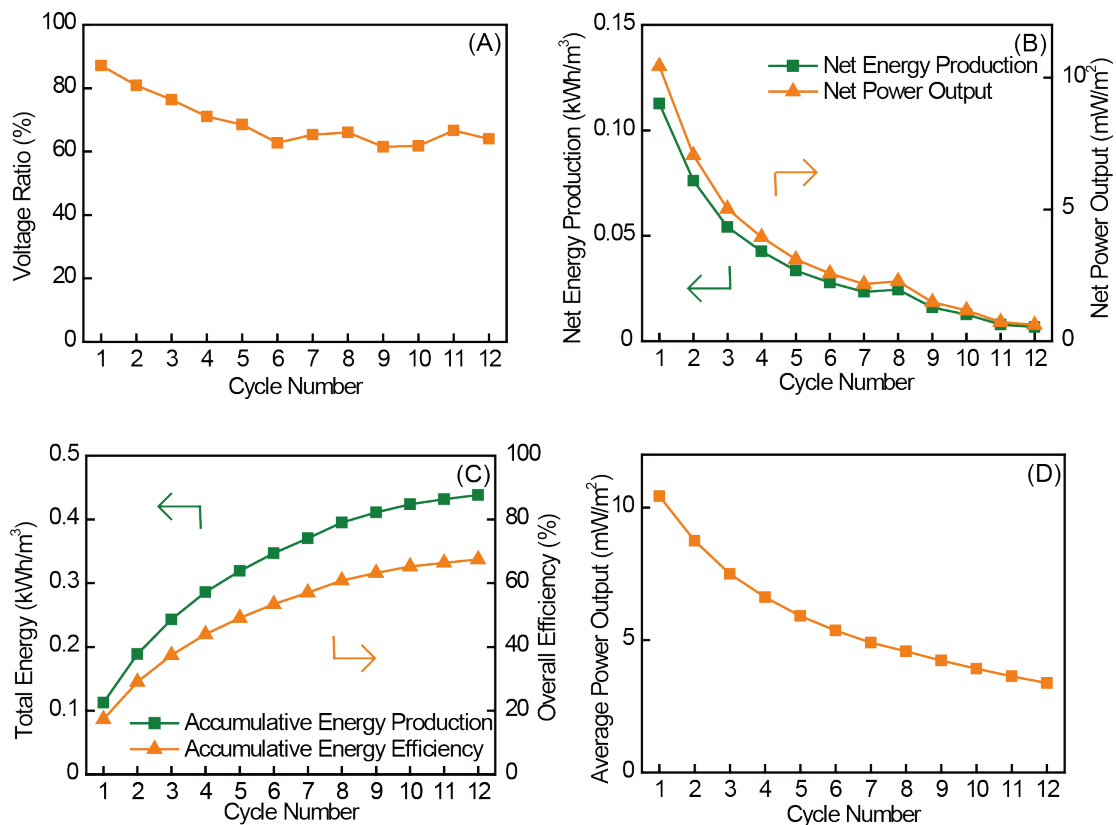 (A)
Voltage Ratio (%)
100
80
60
40
20
0
1 2 3 4 5 6 7 8 9 10 11 12
Cycle Number
(B)
Net Energy Production (kWh/m³)
0.15
0.10
0.05
0
Net Energy Production
Net Power Output
10
5
0
Net Power Output (mW/m²)
1 2 3 4 5 6 7 8 9 10 11 12
Cycle Number
(C)
Total Energy (kWh/m³)
0.5
0.4
0.3
0.2
0.1
0
Accumulative Energy Production
Accumulative Energy Efficiency
100
80
60
40
20
0
Overall Efficiency (%)
1 2 3 4 5 6 7 8 9 10 11 12
Cycle Number
(D)
Average Power Output (mW/m²)
10
5
0
1 2 3 4 5 6 7 8 9 10 11 12
Cycle Number